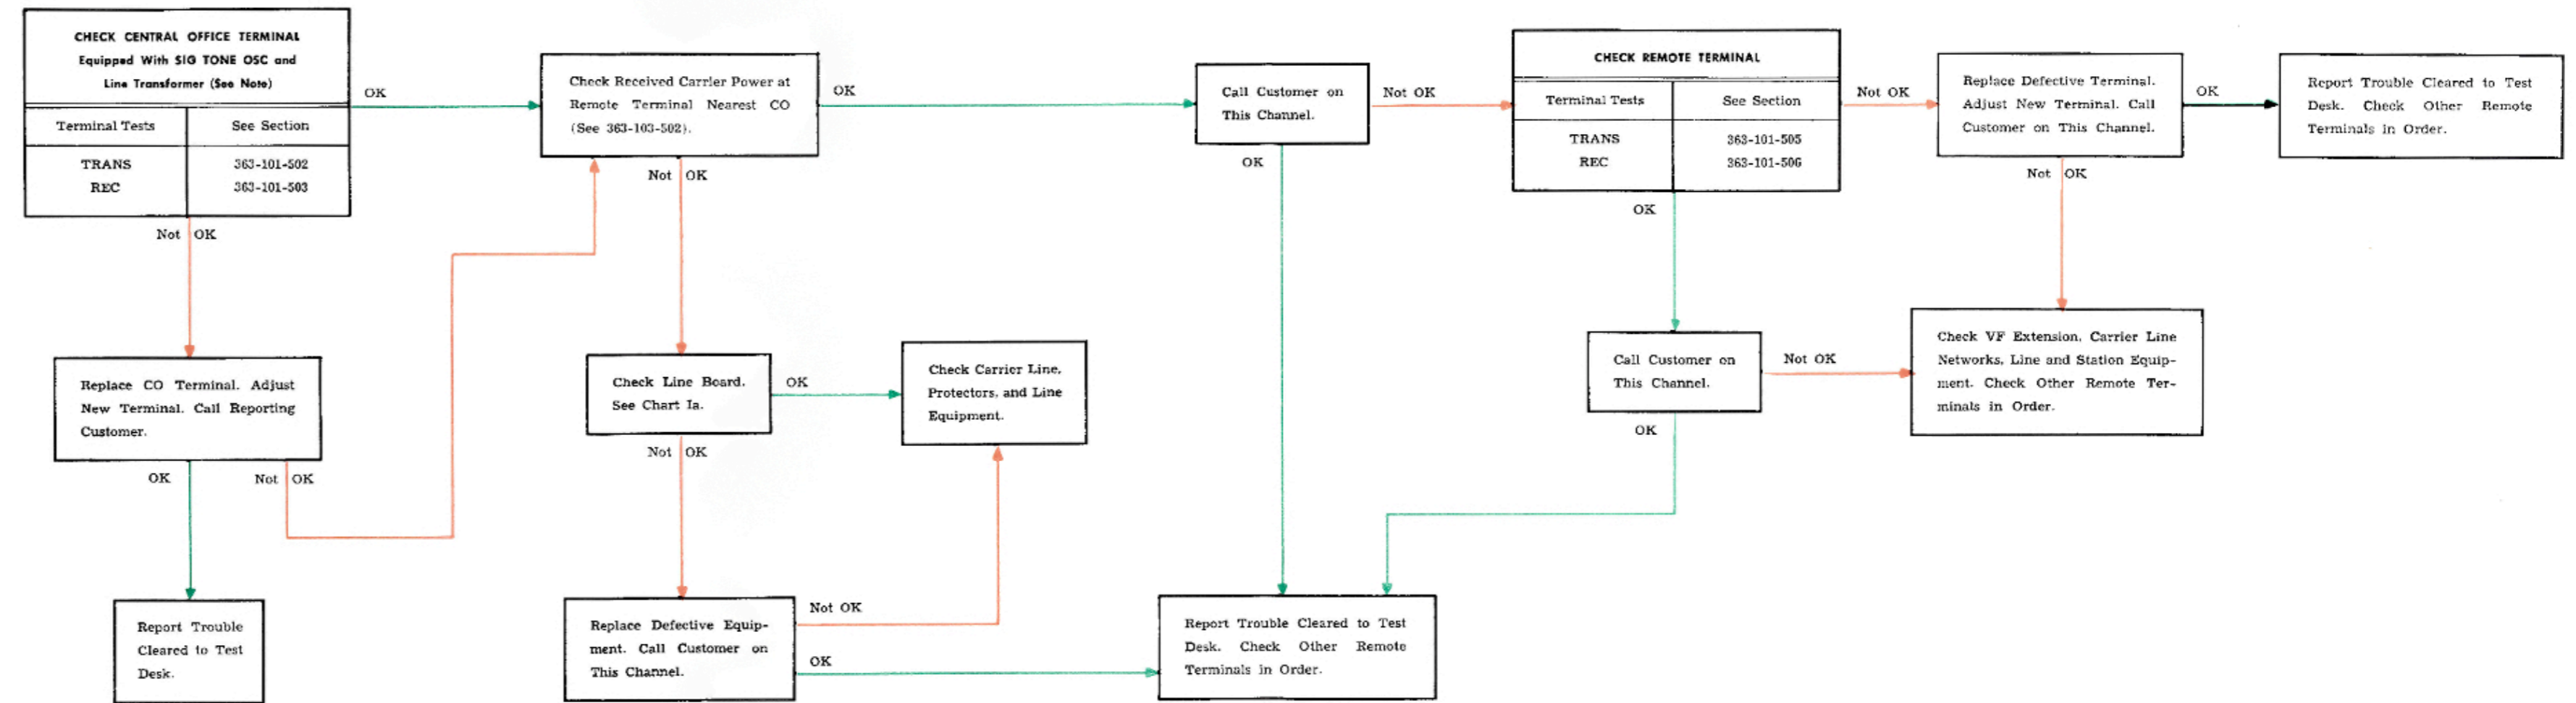 CHECK CENTRAL OFFICE TERMINAL
Equipped With SIG TONE OSC and
Line Transformer (See Note)
Terminal Tests See Section
TRANS 363-101-502
REC 363-101-503
OK
Not OK
Replace CO Terminal. Adjust
New Terminal. Call Reporting
Customer.
OK
Not OK
Report Trouble
Cleared to Test
Desk.
Check Received Carrier Power at
Remote Terminal Nearest CO
(See 363-103-502).
OK
Not OK
Check Line Board.
See Chart Ia.
OK
Not OK
Check Carrier Line,
Protectors, and Line
Equipment.
Replace Defective Equip-
ment. Call Customer on
This Channel.
Not OK
OK
Call Customer on
This Channel.
Not OK
OK
Report Trouble Cleared to Test
Desk. Check Other Remote
Terminals in Order.
CHECK REMOTE TERMINAL
Terminal Tests See Section
TRANS 363-101-505
REC 363-101-506
Not OK
OK
Call Customer on
This Channel.
Not OK
OK
Replace Defective Terminal.
Adjust New Terminal. Call
Customer on This Channel.
OK
Not OK
Check VF Extension, Carrier Line
Networks, Line and Station Equip-
ment. Check Other Remote Ter-
minals in Order.
Report Trouble Cleared to Test
Desk. Check Other Remote
Terminals in Order.